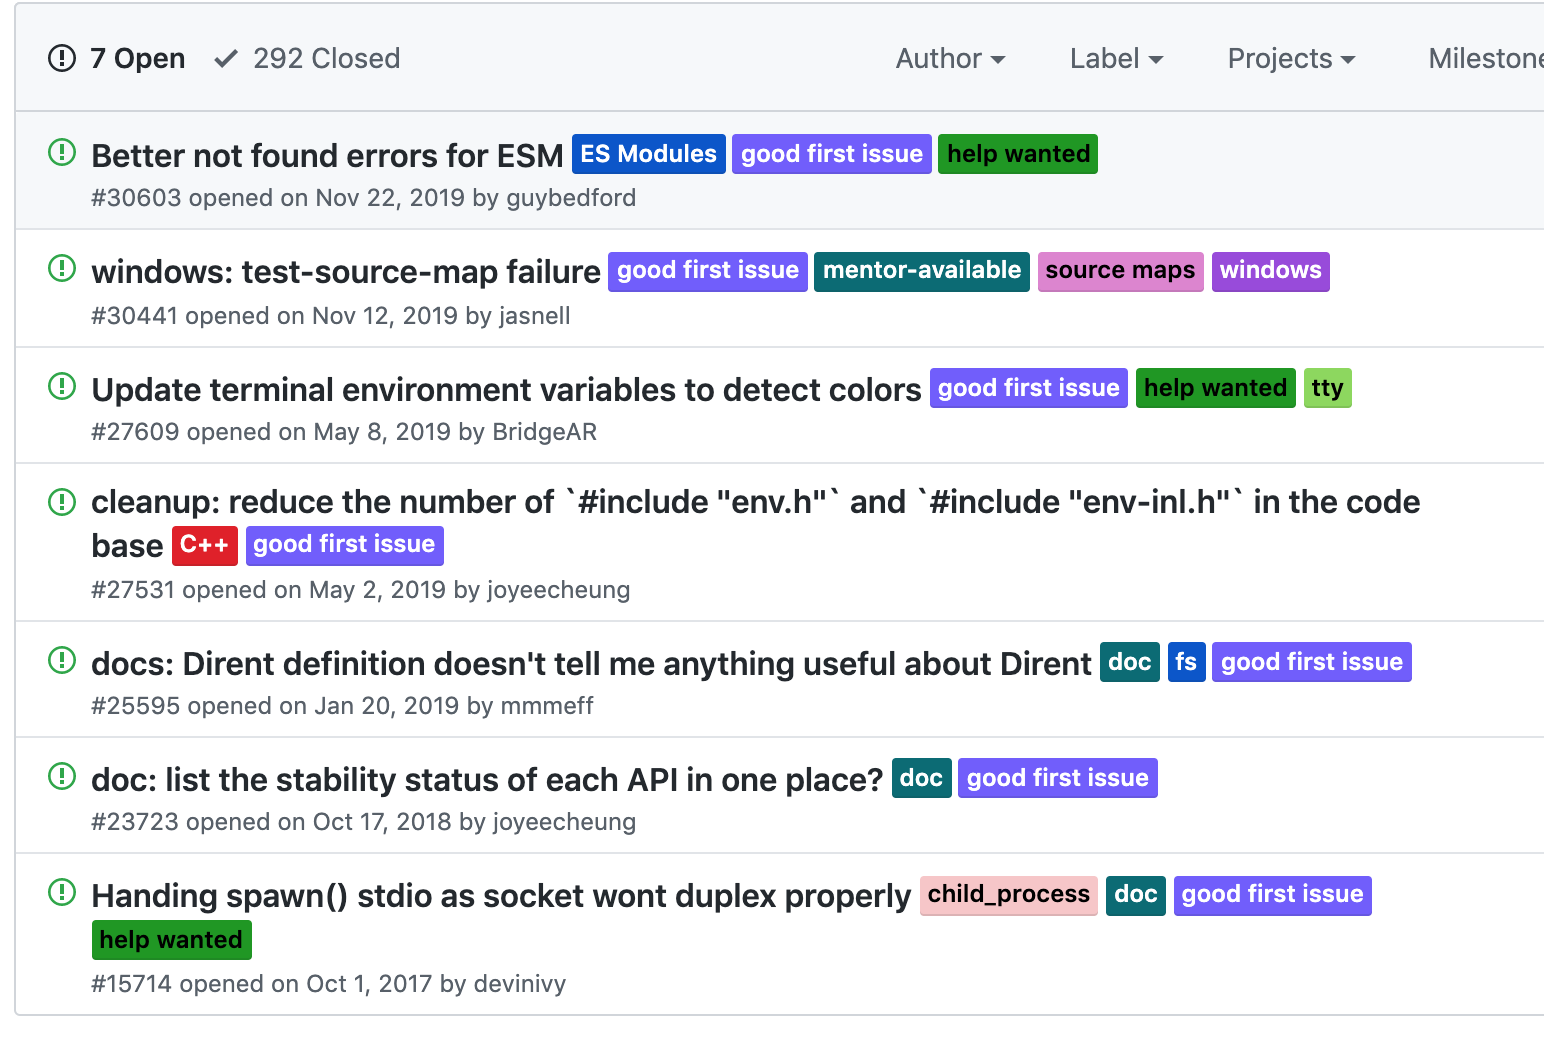 7 Open 292 Closed Author Label Projects Milestone
Better not found errors for ESM ES Modules good first issue help wanted
#30603 opened on Nov 22, 2019 by guybedford
windows: test-source-map failure good first issue mentor-available source maps windows
#30441 opened on Nov 12, 2019 by jasnell
Update terminal environment variables to detect colors good first issue help wanted tty
#27609 opened on May 8, 2019 by BridgeAR
cleanup: reduce the number of `#include "env.h"` and `#include "env-inl.h"` in the code
base C++ good first issue
#27531 opened on May 2, 2019 by joyeecheung
docs: Dirent definition doesn't tell me anything useful about Dirent doc fs good first issue
#25595 opened on Jan 20, 2019 by mmmeff
doc: list the stability status of each API in one place? doc good first issue
#23723 opened on Oct 17, 2018 by joyeecheung
Handing spawn() stdio as socket wont duplex properly child_process doc good first issue
help wanted
#15714 opened on Oct 1, 2017 by devinivy